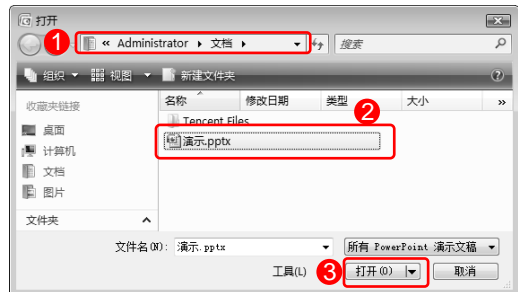 打开
1
« Administrator ▸ 文档 ▸
搜索
组织 视图 新建文件夹
收藏夹链接
名称 修改日期 类型 大小 »
2
桌面
Tencent Files
计算机
演示.pptx
文档
图片
文件夹
文件名(N): 演示.pptx 所有 PowerPoint 演示文稿
工具(L) 3 打开(O) 取消